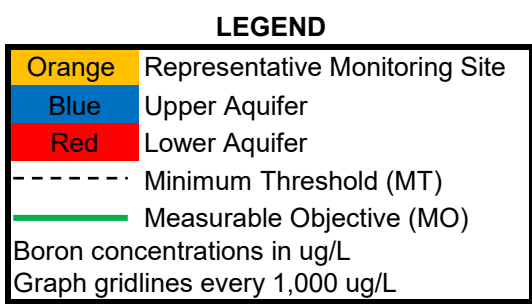 LEGEND
Orange Representative Monitoring Site
Blue Upper Aquifer
Red Lower Aquifer
Minimum Threshold (MT)
Measurable Objective (MO)
Boron concentrations in ug/L
Graph gridlines every 1,000 ug/L